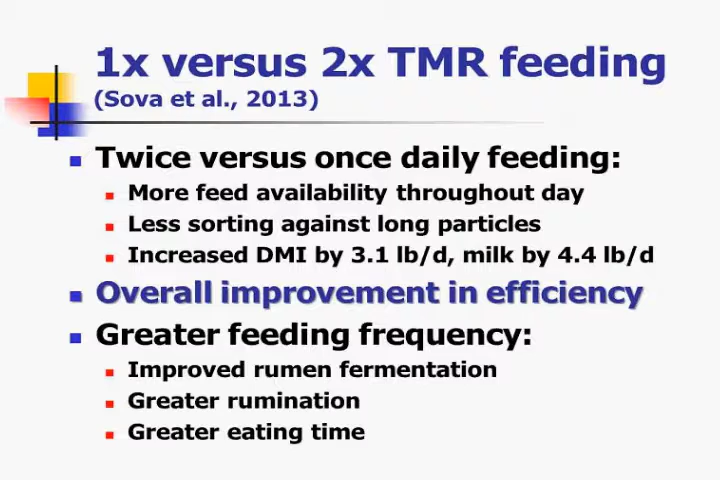 1x versus 2x TMR feeding
(Sova et al., 2013)
Twice versus once daily feeding:
More feed availability throughout day
Less sorting against long particles
Increased DMI by 3.1 lb/d, milk by 4.4 lb/d
Overall improvement in efficiency
Greater feeding frequency:
Improved rumen fermentation
Greater rumination
Greater eating time